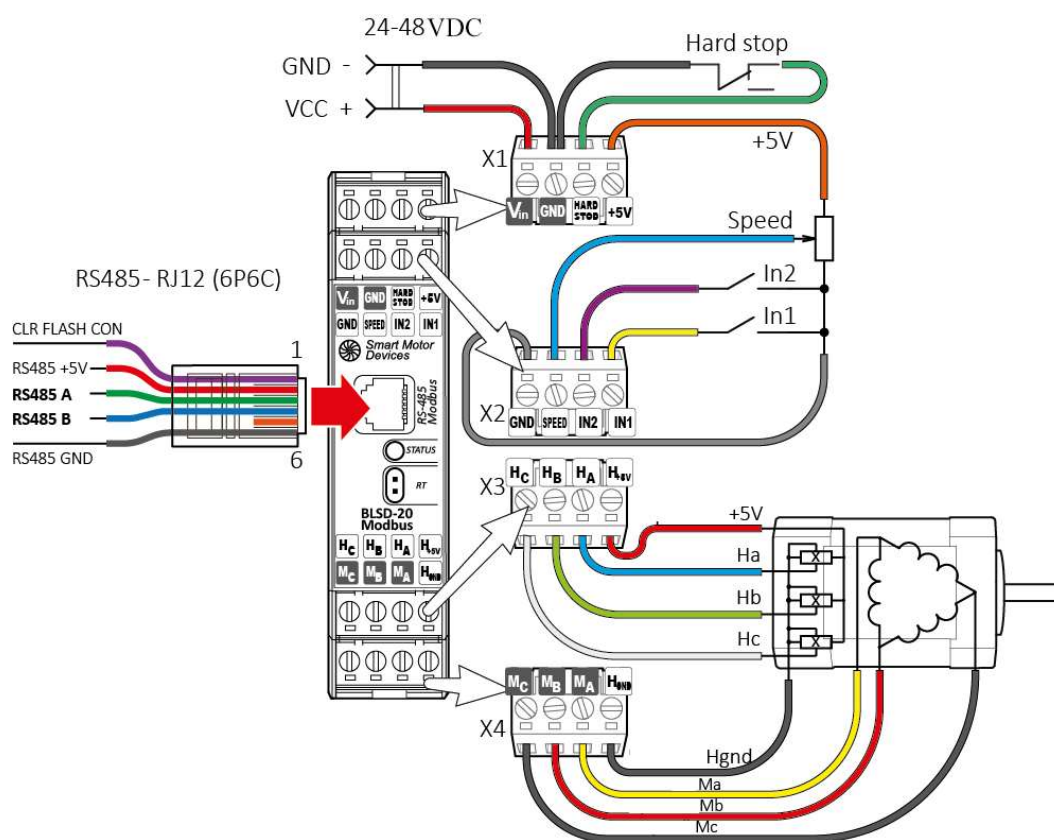 24-48VDC
GND -
VCC +
Hard stop
+5V
X1
Vin GND HARD STOD +5V
Speed
In2
In1
X2
GND SPEED IN2 IN1
RS485- RJ12 (6P6C)
CLR FLASH CON
RS485 +5V
RS485 A
RS485 B
RS485 GND
1
6
Vin GND HARD STOD +5V
GND SPEED IN2 IN1
Smart Motor
Devices
RS-485
Modbus
STATUS
RT
BLSD-20
Modbus
HC HB HA H+5V
MC MB MA HGND
X3
HC HB HA H+5V
+5V
Ha
Hb
Hc
MC MB MA HGND
X4
Hgnd
Ma
Mb
Mc